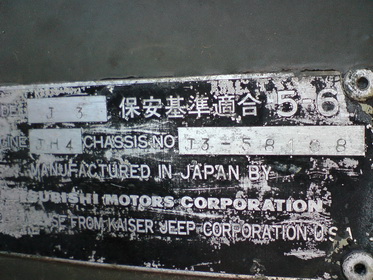 J3 保安基準適合 5-6
JH4 CHASSIS NO J3-58168
MANUFACTURED IN JAPAN BY
MOTORS CORPORATION
FROM KAISER JEEP CORPORATION U.S.A